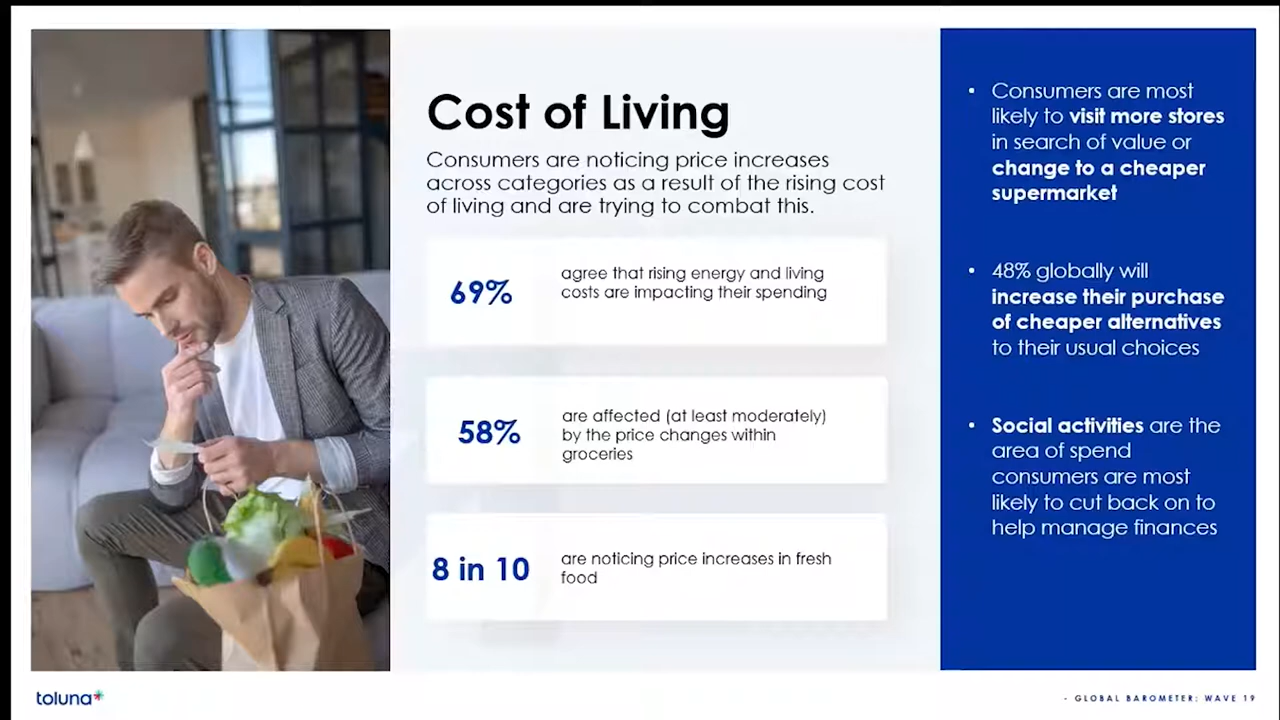 Cost of Living
Consumers are noticing price increases
across categories as a result of the rising cost
of living and are trying to combat this.
69%
agree that rising energy and living
costs are impacting their spending
58%
are affected (at least moderately)
by the price changes within
groceries
8 in 10
are noticing price increases in fresh
food
• Consumers are most
likely to visit more stores
in search of value or
change to a cheaper
supermarket
• 48% globally will
increase their purchase
of cheaper alternatives
to their usual choices
• Social activities are the
area of spend
consumers are most
likely to cut back on to
help manage finances
toluna*
- GLOBAL BAROMETER: WAVE 19